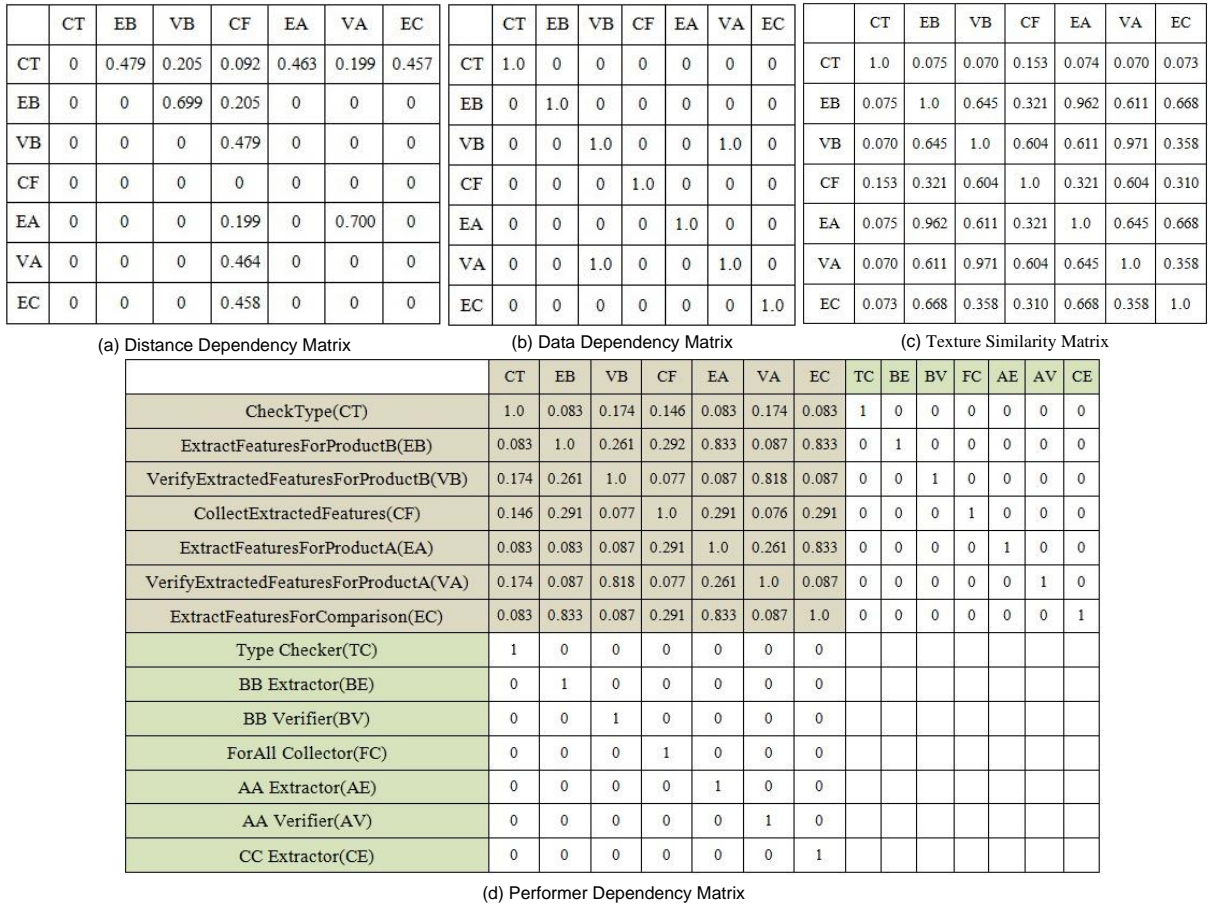 CT EB VB CF EA VA EC
CT 0 0.479 0.205 0.092 0.463 0.199 0.457
EB 0 0 0.699 0.205 0 0 0
VB 0 0 0 0.479 0 0 0
CF 0 0 0 0 0 0 0
EA 0 0 0 0.199 0 0.700 0
VA 0 0 0 0.464 0 0 0
EC 0 0 0 0.458 0 0 0
(a) Distance Dependency Matrix
CT EB VB CF EA VA EC
CT 1.0 0 0 0 0 0 0
EB 0 1.0 0 0 0 0 0
VB 0 0 1.0 0 0 1.0 0
CF 0 0 0 1.0 0 0 0
EA 0 0 0 0 1.0 0 0
VA 0 0 1.0 0 0 1.0 0
EC 0 0 0 0 0 0 1.0
(b) Data Dependency Matrix
CT EB VB CF EA VA EC
CT 1.0 0.075 0.070 0.153 0.074 0.070 0.073
EB 0.075 1.0 0.645 0.321 0.962 0.611 0.668
VB 0.070 0.645 1.0 0.604 0.611 0.971 0.358
CF 0.153 0.321 0.604 1.0 0.321 0.604 0.310
EA 0.075 0.962 0.611 0.321 1.0 0.645 0.668
VA 0.070 0.611 0.971 0.604 0.645 1.0 0.358
EC 0.073 0.668 0.358 0.310 0.668 0.358 1.0
(c) Texture Similarity Matrix
CT EB VB CF EA VA EC TC BE BV FC AE AV CE
CheckType(CT) 1.0 0.083 0.174 0.146 0.083 0.174 0.083 1 0 0 0 0 0 0
ExtractFeaturesForProductB(EB) 0.083 1.0 0.261 0.292 0.833 0.087 0.833 0 1 0 0 0 0 0
VerifyExtractedFeaturesForProductB(VB) 0.174 0.261 1.0 0.077 0.087 0.818 0.087 0 0 1 0 0 0 0
CollectExtractedFeatures(CF) 0.146 0.291 0.077 1.0 0.291 0.076 0.291 0 0 0 1 0 0 0
ExtractFeaturesForProductA(EA) 0.083 0.083 0.087 0.291 1.0 0.261 0.833 0 0 0 0 1 0 0
VerifyExtractedFeaturesForProductA(VA) 0.174 0.087 0.818 0.077 0.261 1.0 0.087 0 0 0 0 0 1 0
ExtractFeaturesForComparison(EC) 0.083 0.833 0.087 0.291 0.833 0.087 1.0 0 0 0 0 0 0 1
Type Checker(TC) 1 0 0 0 0 0 0
BB Extractor(BE) 0 1 0 0 0 0 0
BB Verifier(BV) 0 0 1 0 0 0 0
ForAll Collector(FC) 0 0 0 1 0 0 0
AA Extractor(AE) 0 0 0 0 1 0 0
AA Verifier(AV) 0 0 0 0 0 1 0
CC Extractor(CE) 0 0 0 0 0 0 1
(d) Performer Dependency Matrix